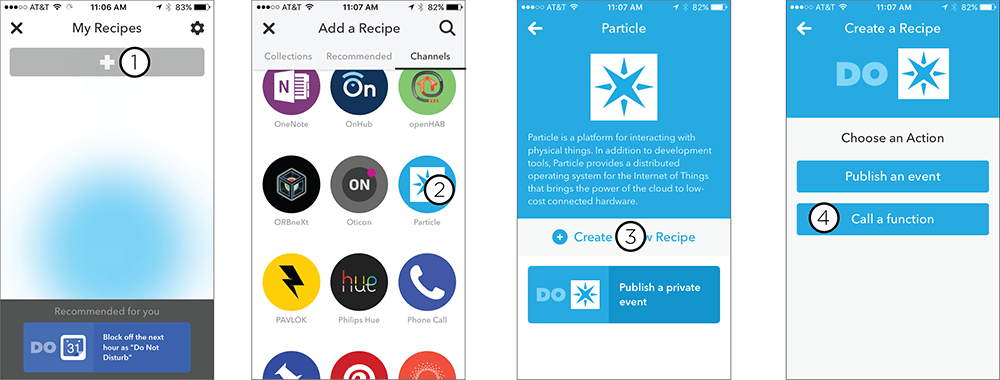 AT&T 11:06 AM 83%
My Recipes
1
Recommended for you
DO 31 Block off the next
hour as "Do Not
Disturb"
AT&T 11:07 AM 82%
Add a Recipe
Collections Recommended Channels
N On
OneNote OnHub openHAB
ON 2
ORBneXt Oticon Particle
hue
PAVLOK Philips Hue Phone Call
AT&T 11:07 AM 82%
Particle
Particle is a platform for interacting with
physical things. In addition to development
tools, Particle provides a distributed
operating system for the Internet of Things
that brings the power of the cloud to low-
cost connected hardware.
Create 3 w Recipe
DO Publish a private
event
AT&T 11:07 AM 82%
Create a Recipe
DO
Choose an Action
Publish an event
4 Call a function